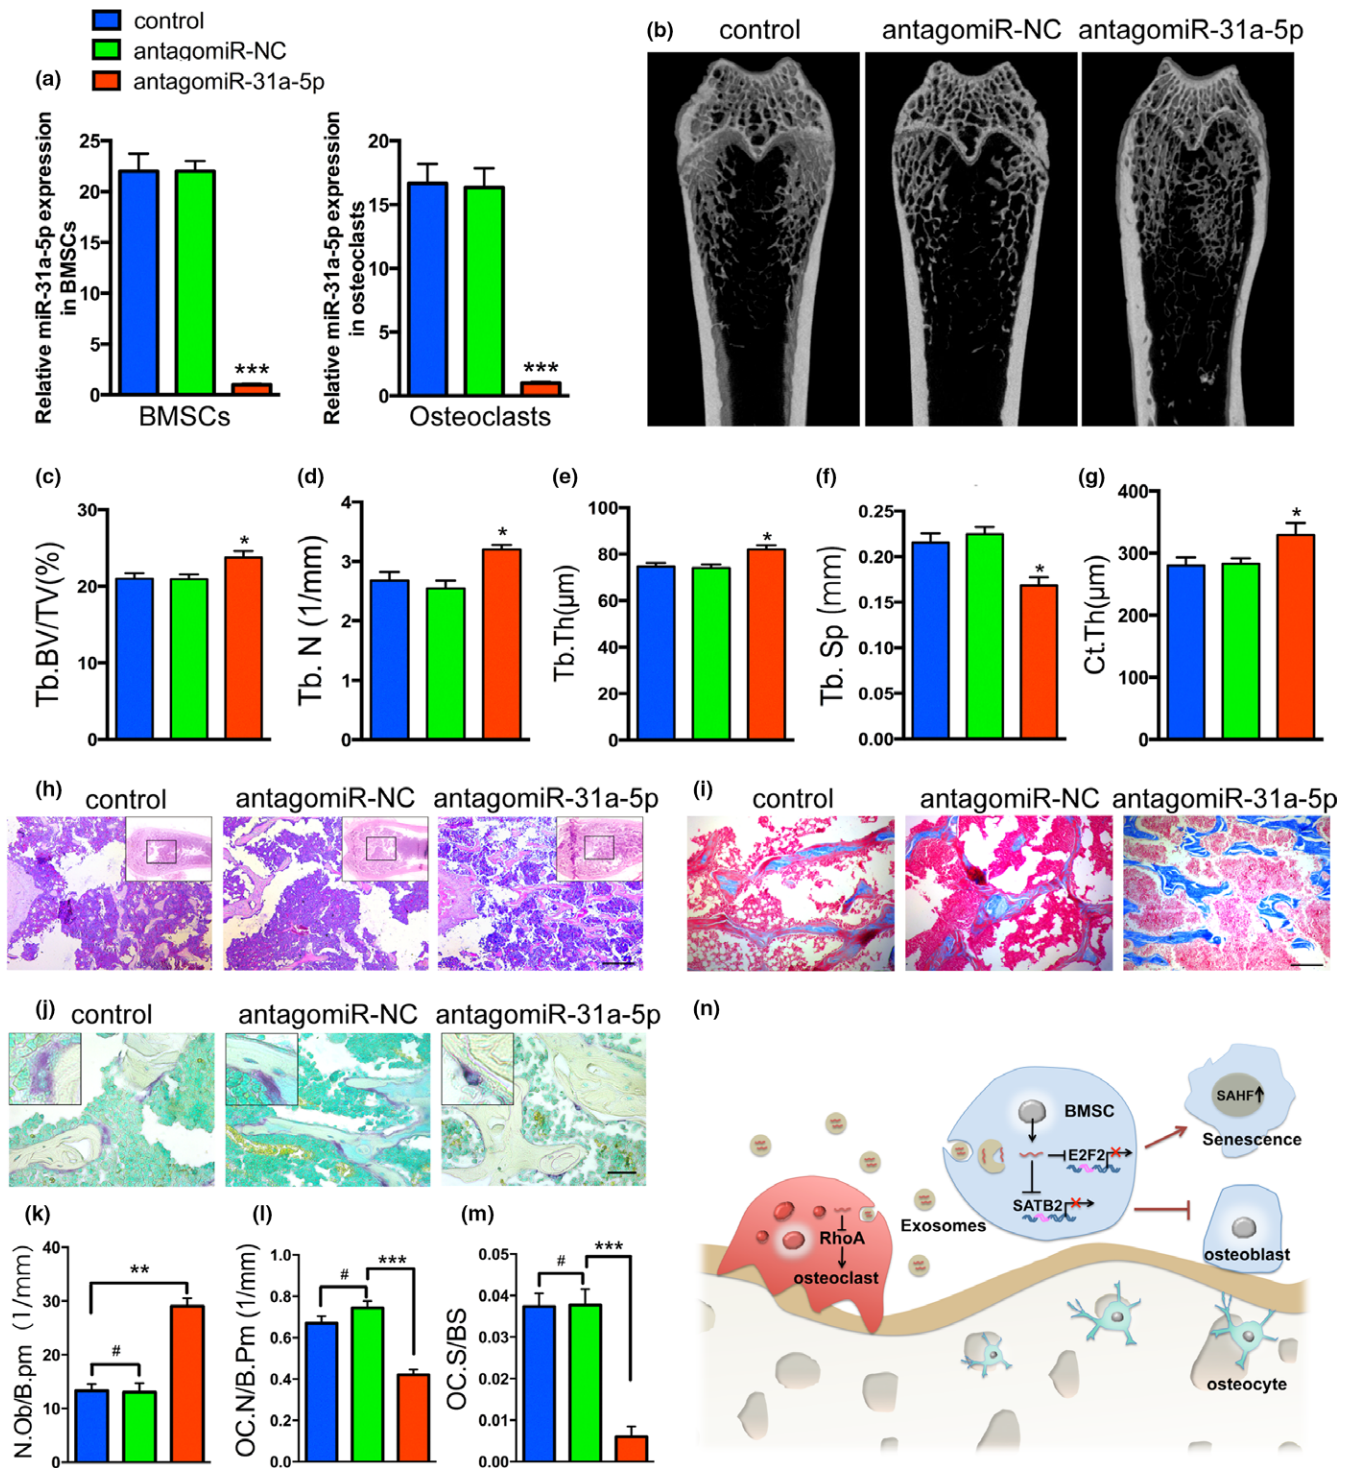 control
antagomiR-NC
antagomiR-31a-5p
(a)
Relative miR-31a-5p expression
in BMSCs
25
20
15
10
5
0
***
BMSCs
Relative miR-31a-5p expression
in osteoclasts
20
15
10
5
0
***
Osteoclasts
(b)
control antagomiR-NC antagomiR-31a-5p
(c)
Tb.BV/TV(%)
30
20
10
0
*
(d)
Tb. N (1/mm)
4
3
2
1
0
*
(e)
Tb.Th(μm)
100
80
60
40
20
0
*
(f)
Tb. Sp (mm)
0.25
0.20
0.15
0.10
0.05
0.00
*
(g)
Ct.Th(μm)
400
300
200
100
0
*
(h)
control antagomiR-NC antagomiR-31a-5p
(i)
control antagomiR-NC antagomiR-31a-5p
(j)
control antagomiR-NC antagomiR-31a-5p
(k)
N.Ob/B.pm (1/mm)
40
30
20
10
0
**
#
(l)
OC.N/B.Pm (1/mm)
1.0
0.8
0.6
0.4
0.2
0.0
#
***
(m)
OC.S/BS
0.05
0.04
0.03
0.02
0.01
0.00
#
***
(n)
SAHF
Senescence
BMSC
E2F2
SATB2
Exosomes
RhoA
osteoclast
osteoblast
osteocyte